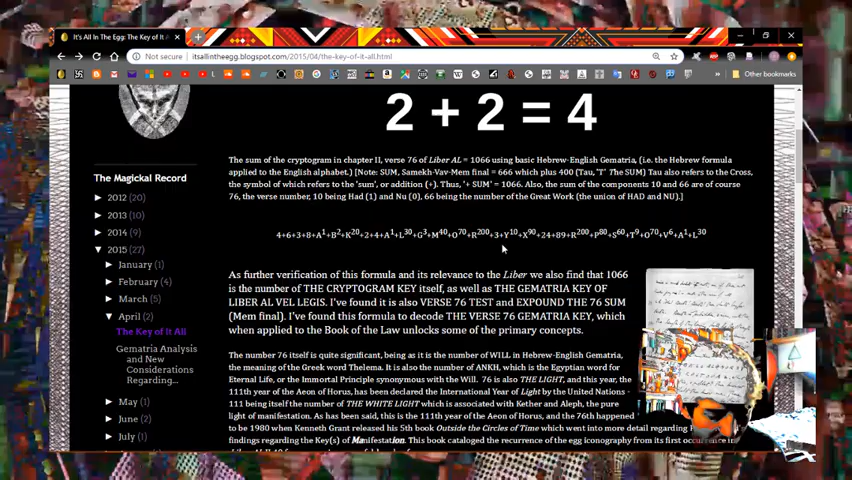 It's All In The Egg: The Key of It Al
Not secure | itsallintheegg.blogspot.com/2015/04/the-key-of-it-all.html
Other bookmarks
2 + 2 = 4
The sum of the cryptogram in chapter II, verse 76 of Liber AL = 1066 using basic Hebrew-English Gematria, (i.e. the Hebrew formula
applied to the English alphabet.) [Note: SUM, Samekh-Vav-Mem final = 666 which plus 400 (Tau, 'T' The SUM) Tau also refers to the Cross,
the symbol of which refers to the 'sum', or addition (+). Thus, '+ SUM' = 1066. Also, the sum of the components 10 and 66 are of course
76, the verse number, 10 being Had (1) and Nu (0), 66 being the number of the Great Work (the union of HAD and NU).]
4+6+3+8+A1+B2+K20+2+4+A1+L30+G3+M40+O70+R200+3+Y10+X90+24+89+R200+P80+S60+T9+O70+V6+A1+L30
As further verification of this formula and its relevance to the Liber we also find that 1066
is the number of THE CRYPTOGRAM KEY itself, as well as THE GEMATRIA KEY OF
LIBER AL VEL LEGIS. I've found it is also VERSE 76 TEST and EXPOUND THE 76 SUM
(Mem final). I've found this formula to decode THE VERSE 76 GEMATRIA KEY, which
when applied to the Book of the Law unlocks some of the primary concepts.
The number 76 itself is quite significant, being as it is the number of WILL in Hebrew-English Gematria,
the meaning of the Greek word Thelema. It is also the number of ANKH, which is the Egyptian word for
Eternal Life, or the Immortal Principle synonymous with the Will. 76 is also THE LIGHT, and this year, the
111th year of the Aeon of Horus, has been declared the International Year of Light by the United Nations -
111 being itself the number of THE WHITE LIGHT which is associated with Kether and Aleph, the pure
light of manifestation. As has been said, this is the 111th year of the Aeon of Horus, and the 76th happened
to be 1980 when Kenneth Grant released his 5th book Outside the Circles of Time which went into more detail regarding
findings regarding the Key(s) of Manifestation. This book cataloged the recurrence of the egg iconography from its first occurrence in
The Magickal Record
► 2012 (20)
► 2013 (10)
► 2014 (9)
▼ 2015 (27)
► January (1)
► February (4)
► March (5)
▼ April (2)
The Key of It All
Gematria Analysis
and New
Considerations
Regarding...
► May (1)
► June (2)
► July (1)